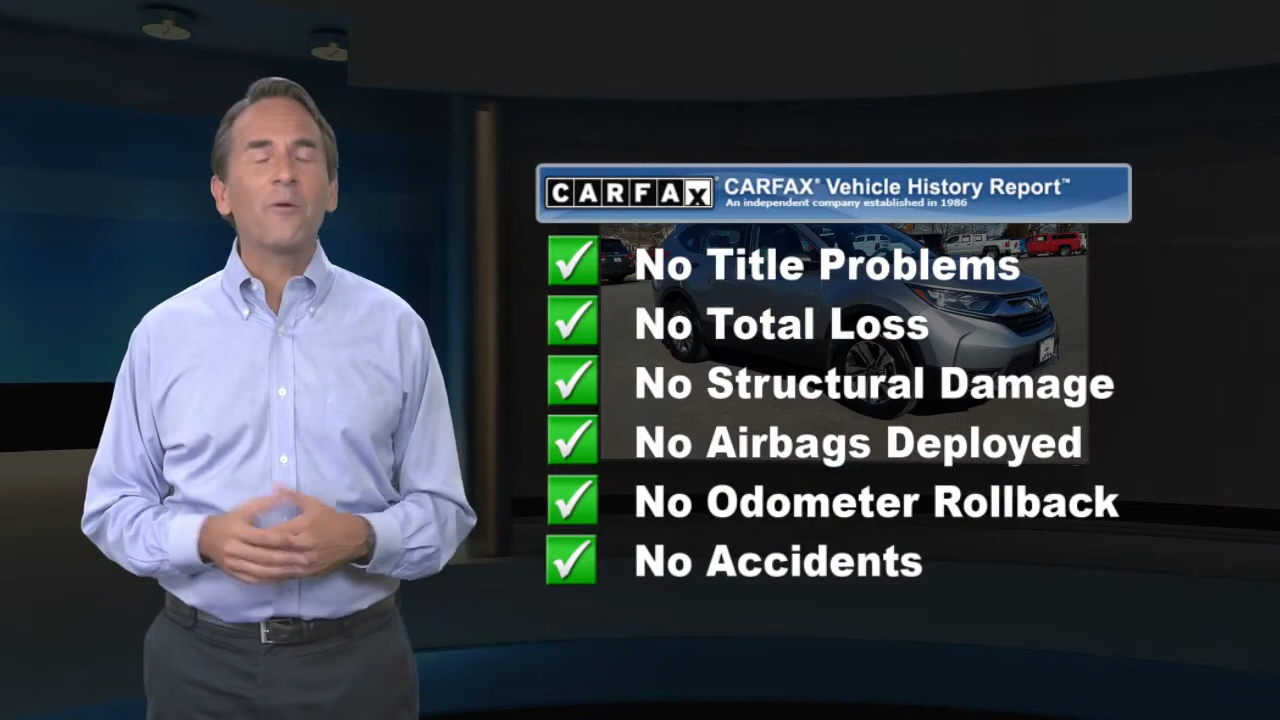 CARFAX® CARFAX® Vehicle History Report™
An independent company established in 1986
No Title Problems
No Total Loss
No Structural Damage
No Airbags Deployed
No Odometer Rollback
No Accidents